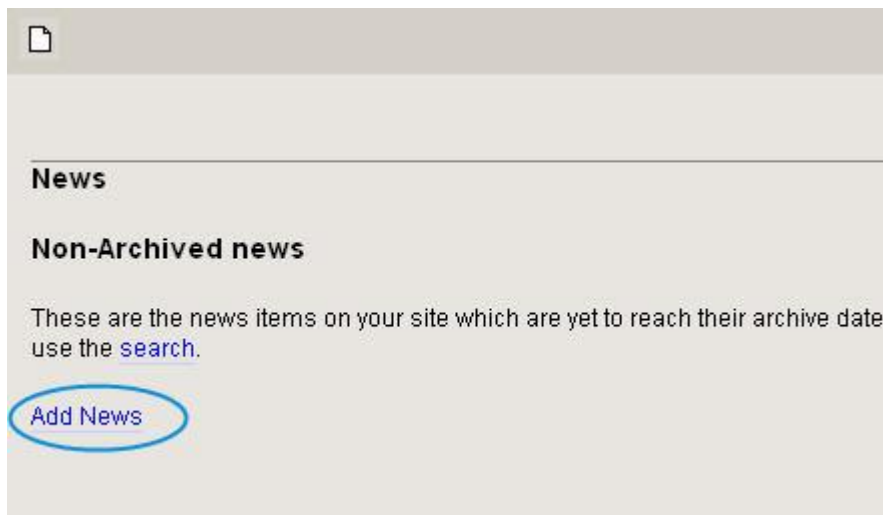 News
Non-Archived news
These are the news items on your site which are yet to reach their archive date
use the search.
Add News